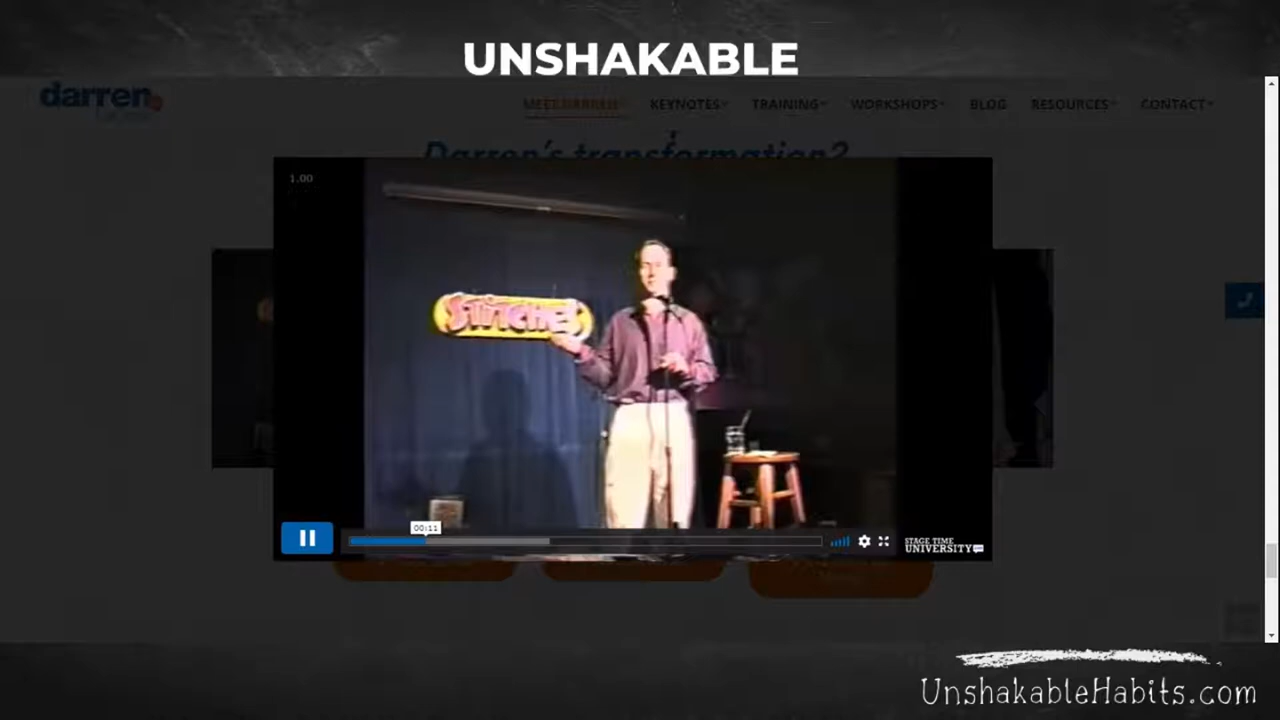 UNSHAKABLE
darren
MEET DARREN KEYNOTES TRAINING WORKSHOPS BLOG RESOURCES CONTACT
Darren's transformation?
1.00
Stitches
00:11
STAGE TIME
UNIVERSITY
UnshakableHabits.com